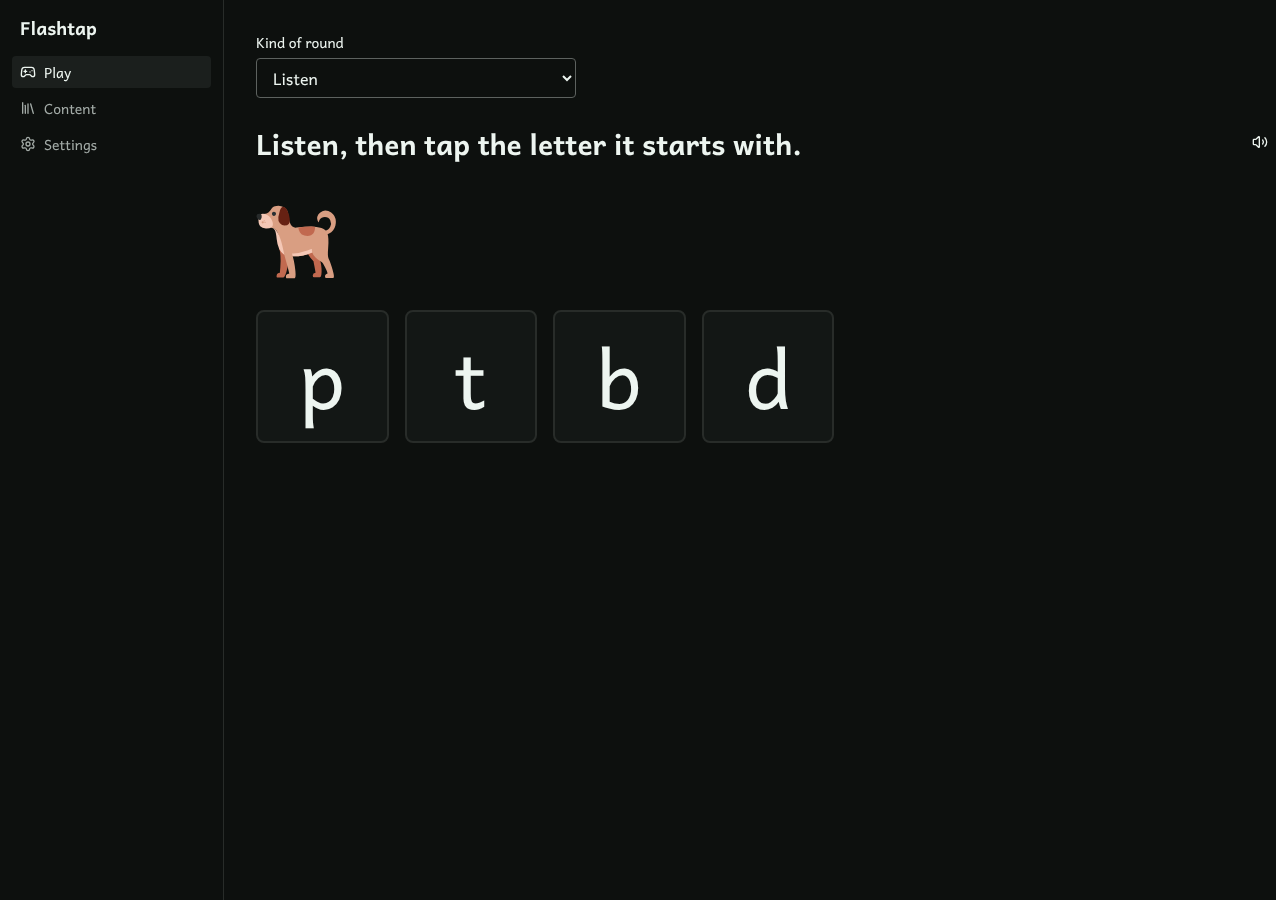 Flashtap
Play
Content
Settings
Kind of round
Listen
Listen, then tap the letter it starts with.
p t b d